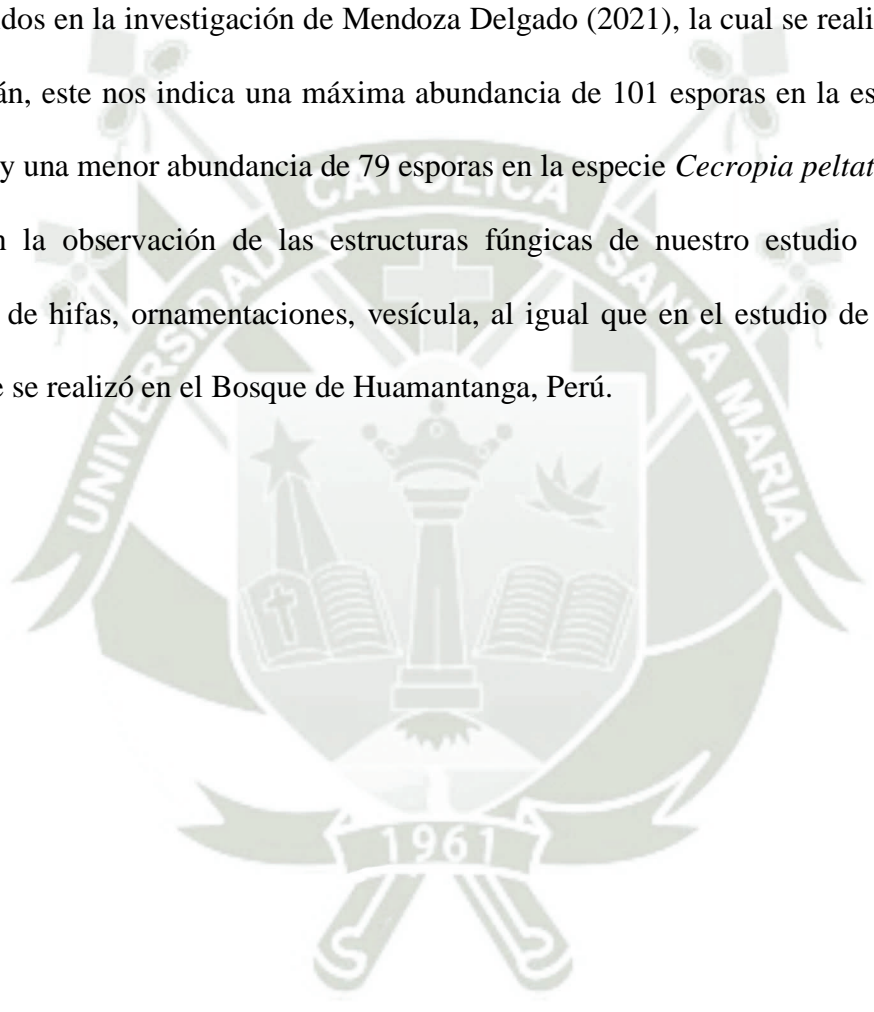 dos en la investigación de Mendoza Delgado (2021), la cual se reali
án, este nos indica una máxima abundancia de 101 esporas en la es
y una menor abundancia de 79 esporas en la especie Cecropia peltat
la observación de las estructuras fúngicas de nuestro estudio
de hifas, ornamentaciones, vesícula, al igual que en el estudio de
se realizó en el Bosque de Huamantanga, Perú.
UNIVERSIDAD CATOLICA SANTA MARIA
1961